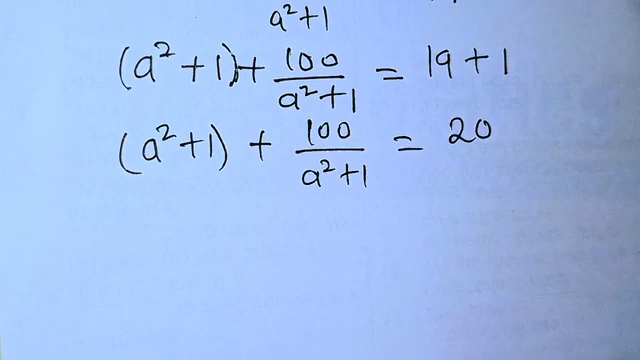 a²+1
(a²+1)+ 100/(a²+1) = 19+1
(a²+1) + 100/(a²+1) = 20